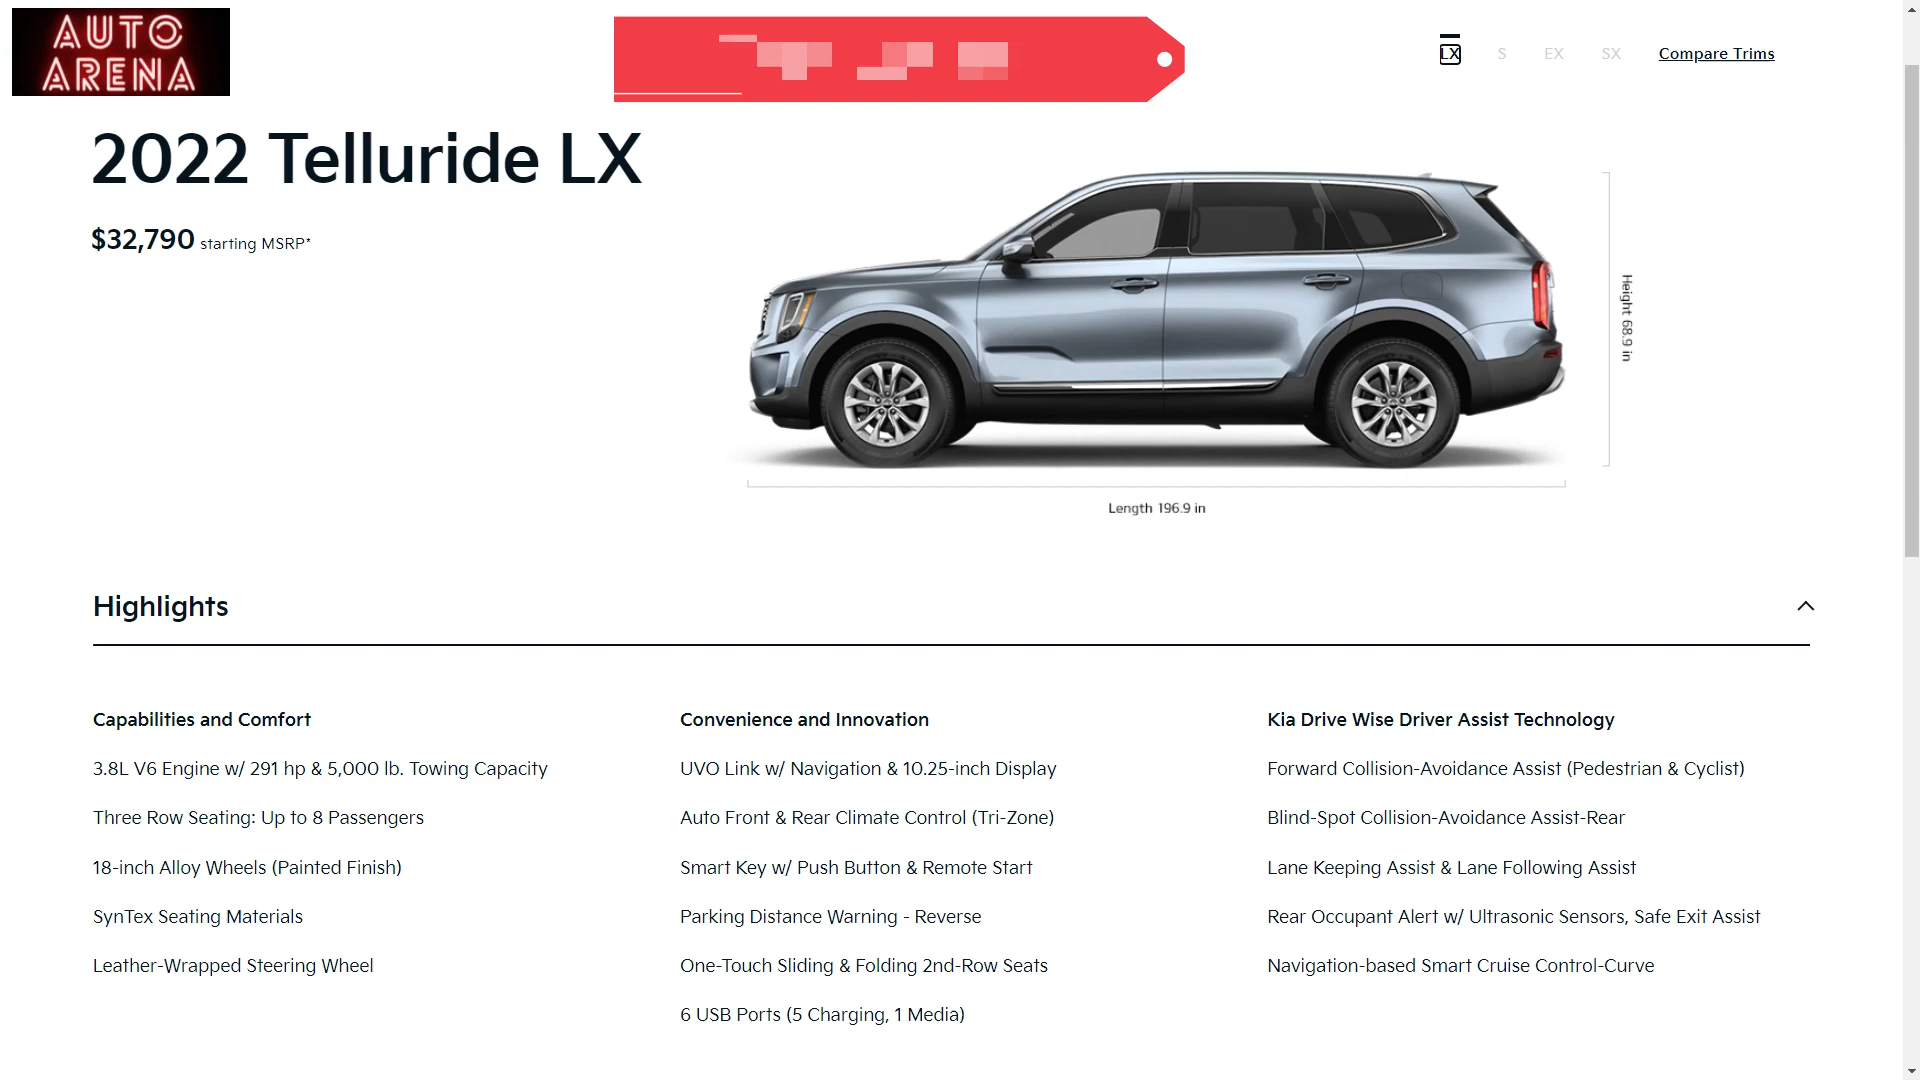 AUTO
ARENA
LX S EX SX Compare Trims
2022 Telluride LX
$32,790 starting MSRP*
Height 68.9 in
Length 196.9 in
Highlights
Capabilities and Comfort
3.8L V6 Engine w/ 291 hp & 5,000 lb. Towing Capacity
Three Row Seating: Up to 8 Passengers
18-inch Alloy Wheels (Painted Finish)
SynTex Seating Materials
Leather-Wrapped Steering Wheel
Convenience and Innovation
UVO Link w/ Navigation & 10.25-inch Display
Auto Front & Rear Climate Control (Tri-Zone)
Smart Key w/ Push Button & Remote Start
Parking Distance Warning - Reverse
One-Touch Sliding & Folding 2nd-Row Seats
6 USB Ports (5 Charging, 1 Media)
Kia Drive Wise Driver Assist Technology
Forward Collision-Avoidance Assist (Pedestrian & Cyclist)
Blind-Spot Collision-Avoidance Assist-Rear
Lane Keeping Assist & Lane Following Assist
Rear Occupant Alert w/ Ultrasonic Sensors, Safe Exit Assist
Navigation-based Smart Cruise Control-Curve